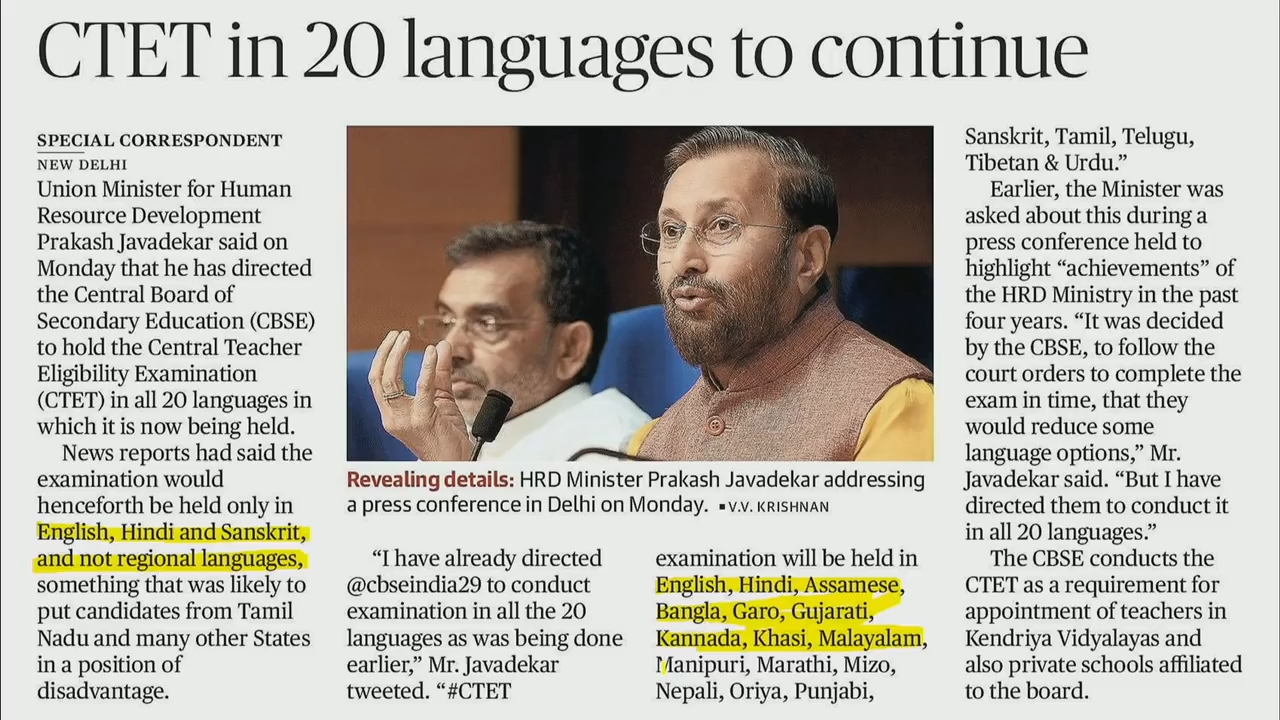 CTET in 20 languages to continue
SPECIAL CORRESPONDENT
NEW DELHI
Union Minister for Human
Resource Development
Prakash Javadekar said on
Monday that he has directed
the Central Board of
Secondary Education (CBSE)
to hold the Central Teacher
Eligibility Examination
(CTET) in all 20 languages in
which it is now being held.
News reports had said the
examination would
henceforth be held only in
English, Hindi and Sanskrit,
and not regional languages,
something that was likely to
put candidates from Tamil
Nadu and many other States
in a position of
disadvantage.
Revealing details: HRD Minister Prakash Javadekar addressing
a press conference in Delhi on Monday. ▪ V.V. KRISHNAN
“I have already directed
@cbseindia29 to conduct
examination in all the 20
languages as was being done
earlier,” Mr. Javadekar
tweeted. “#CTET
examination will be held in
English, Hindi, Assamese,
Bangla, Garo, Gujarati,
Kannada, Khasi, Malayalam,
Manipuri, Marathi, Mizo,
Nepali, Oriya, Punjabi,
Sanskrit, Tamil, Telugu,
Tibetan & Urdu.”
Earlier, the Minister was
asked about this during a
press conference held to
highlight “achievements” of
the HRD Ministry in the past
four years. “It was decided
by the CBSE, to follow the
court orders to complete the
exam in time, that they
would reduce some
language options,” Mr.
Javadekar said. “But I have
directed them to conduct it
in all 20 languages.”
The CBSE conducts the
CTET as a requirement for
appointment of teachers in
Kendriya Vidyalayas and
also private schools affiliated
to the board.